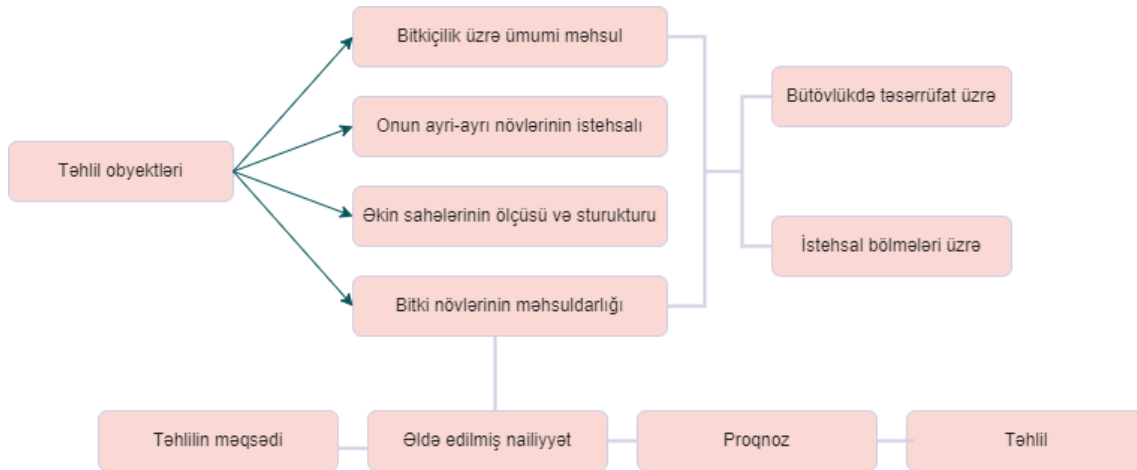 Bitkiçilik üzrə ümumi məhsul
Bütövlükdə təsərrüfat üzrə
Onun ayri-ayrı növlərinin istehsalı
Təhlil obyektləri
Əkin sahələrinin ölçüsü və sturukturu
İstehsal bölmələri üzrə
Bitki növlərinin məhsuldarlığı
Təhlilin məqsədi
Əldə edilmiş nailiyyət
Proqnoz
Təhlil